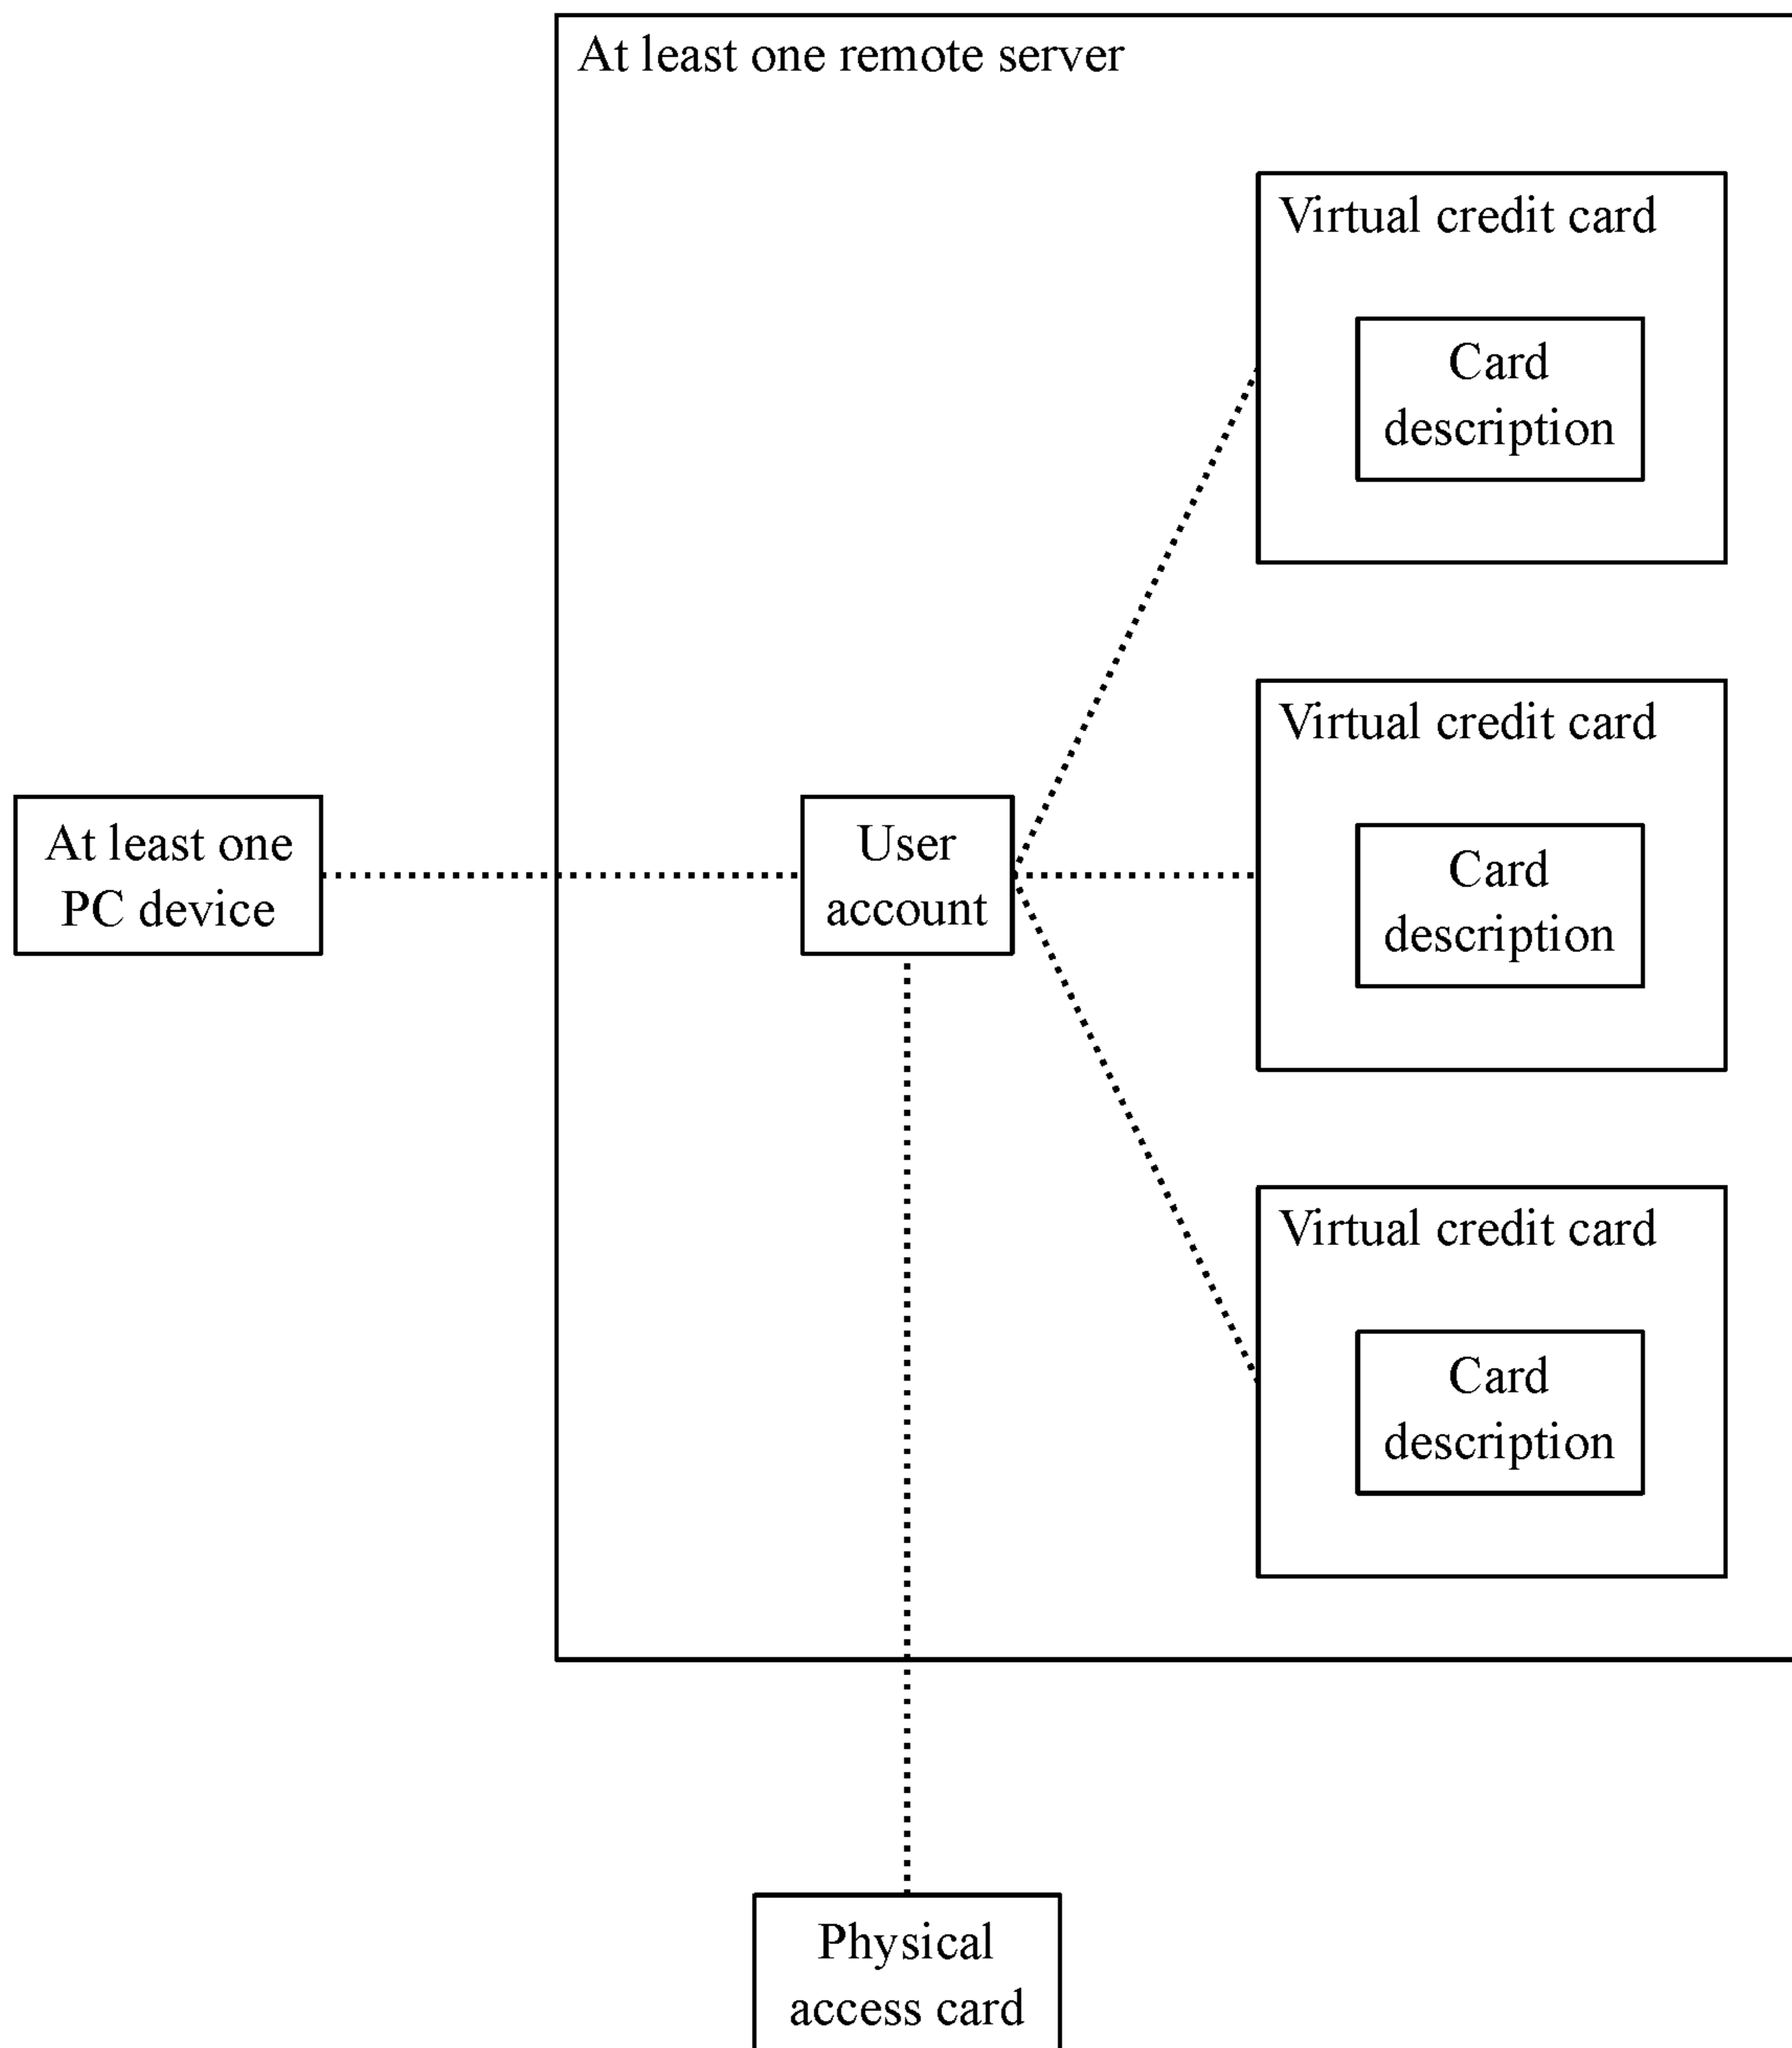 At least one remote server
Virtual credit card
Card
description
Virtual credit card
Card
description
At least one
PC device
User
account
Virtual credit card
Card
description
Physical
access card